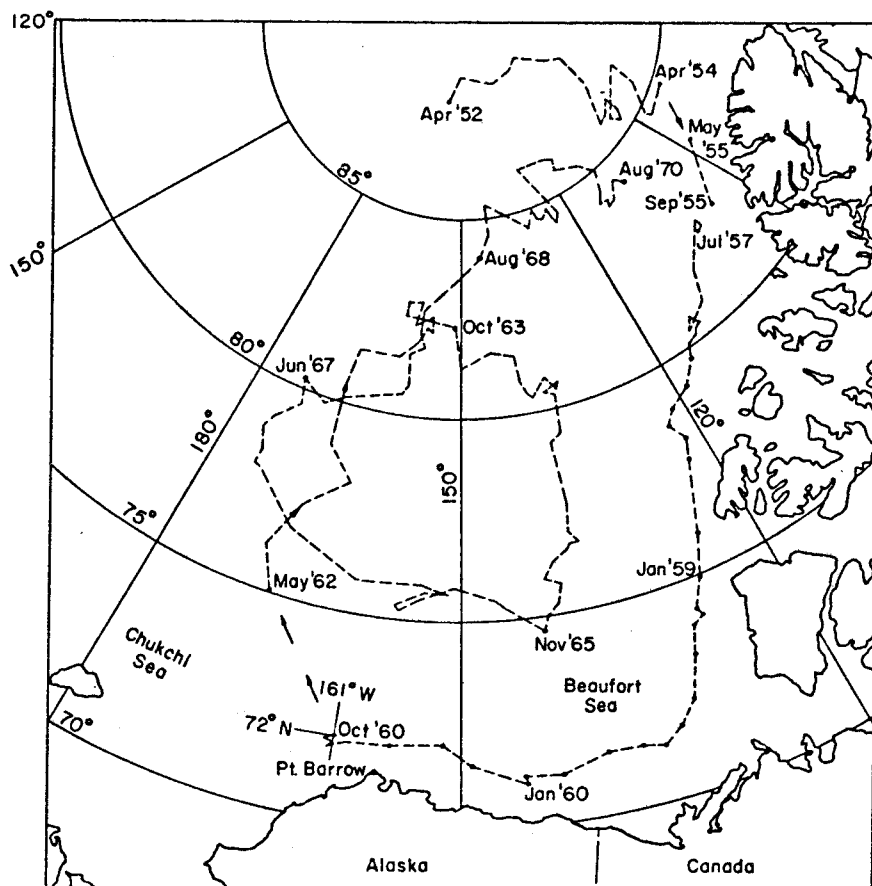 120°
Apr '54
Apr '52
May
'55
85°
Aug '70
Sep '55
Jul '57
150°
Aug '68
Oct '63
80°
Jun '67
120°
180°
150°
75°
May '62
Jan '59
Nov '65
Chukchi
Sea
161° W
Beaufort
Sea
70°
72° N
Oct '60
Pt. Barrow
Jan '60
Alaska
Canada